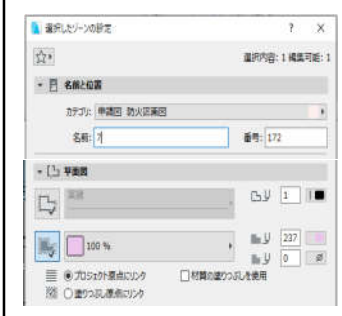 選択したゾーンの設定 ? ×
選択内容: 1 編集可能: 1
名前と位置
カテゴリ: 申請図 防火区画図
名前: 7 番号: 172
平面図
実線 1
100 % 237
0
プロジェクト原点にリンク 材質の塗りつぶしを使用
塗りつぶし原点にリンク